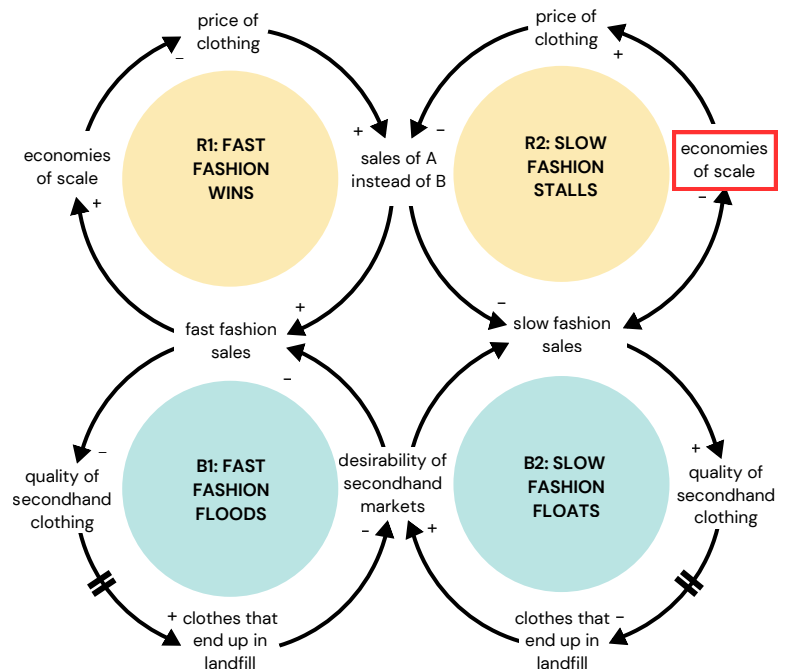 price of
clothing
−
+
economies
of scale
+
R1: FAST
FASHION
WINS
sales of A
instead of B
+
fast fashion
sales
price of
clothing
+
−
R2: SLOW
FASHION
STALLS
economies
of scale
−
−
slow fashion
sales
−
−
quality of
secondhand
clothing
B1: FAST
FASHION
FLOODS
desirability of
secondhand
markets
−
+
+ clothes that
end up in
landfill
B2: SLOW
FASHION
FLOATS
+
quality of
secondhand
clothing
clothes that −
end up in
landfill